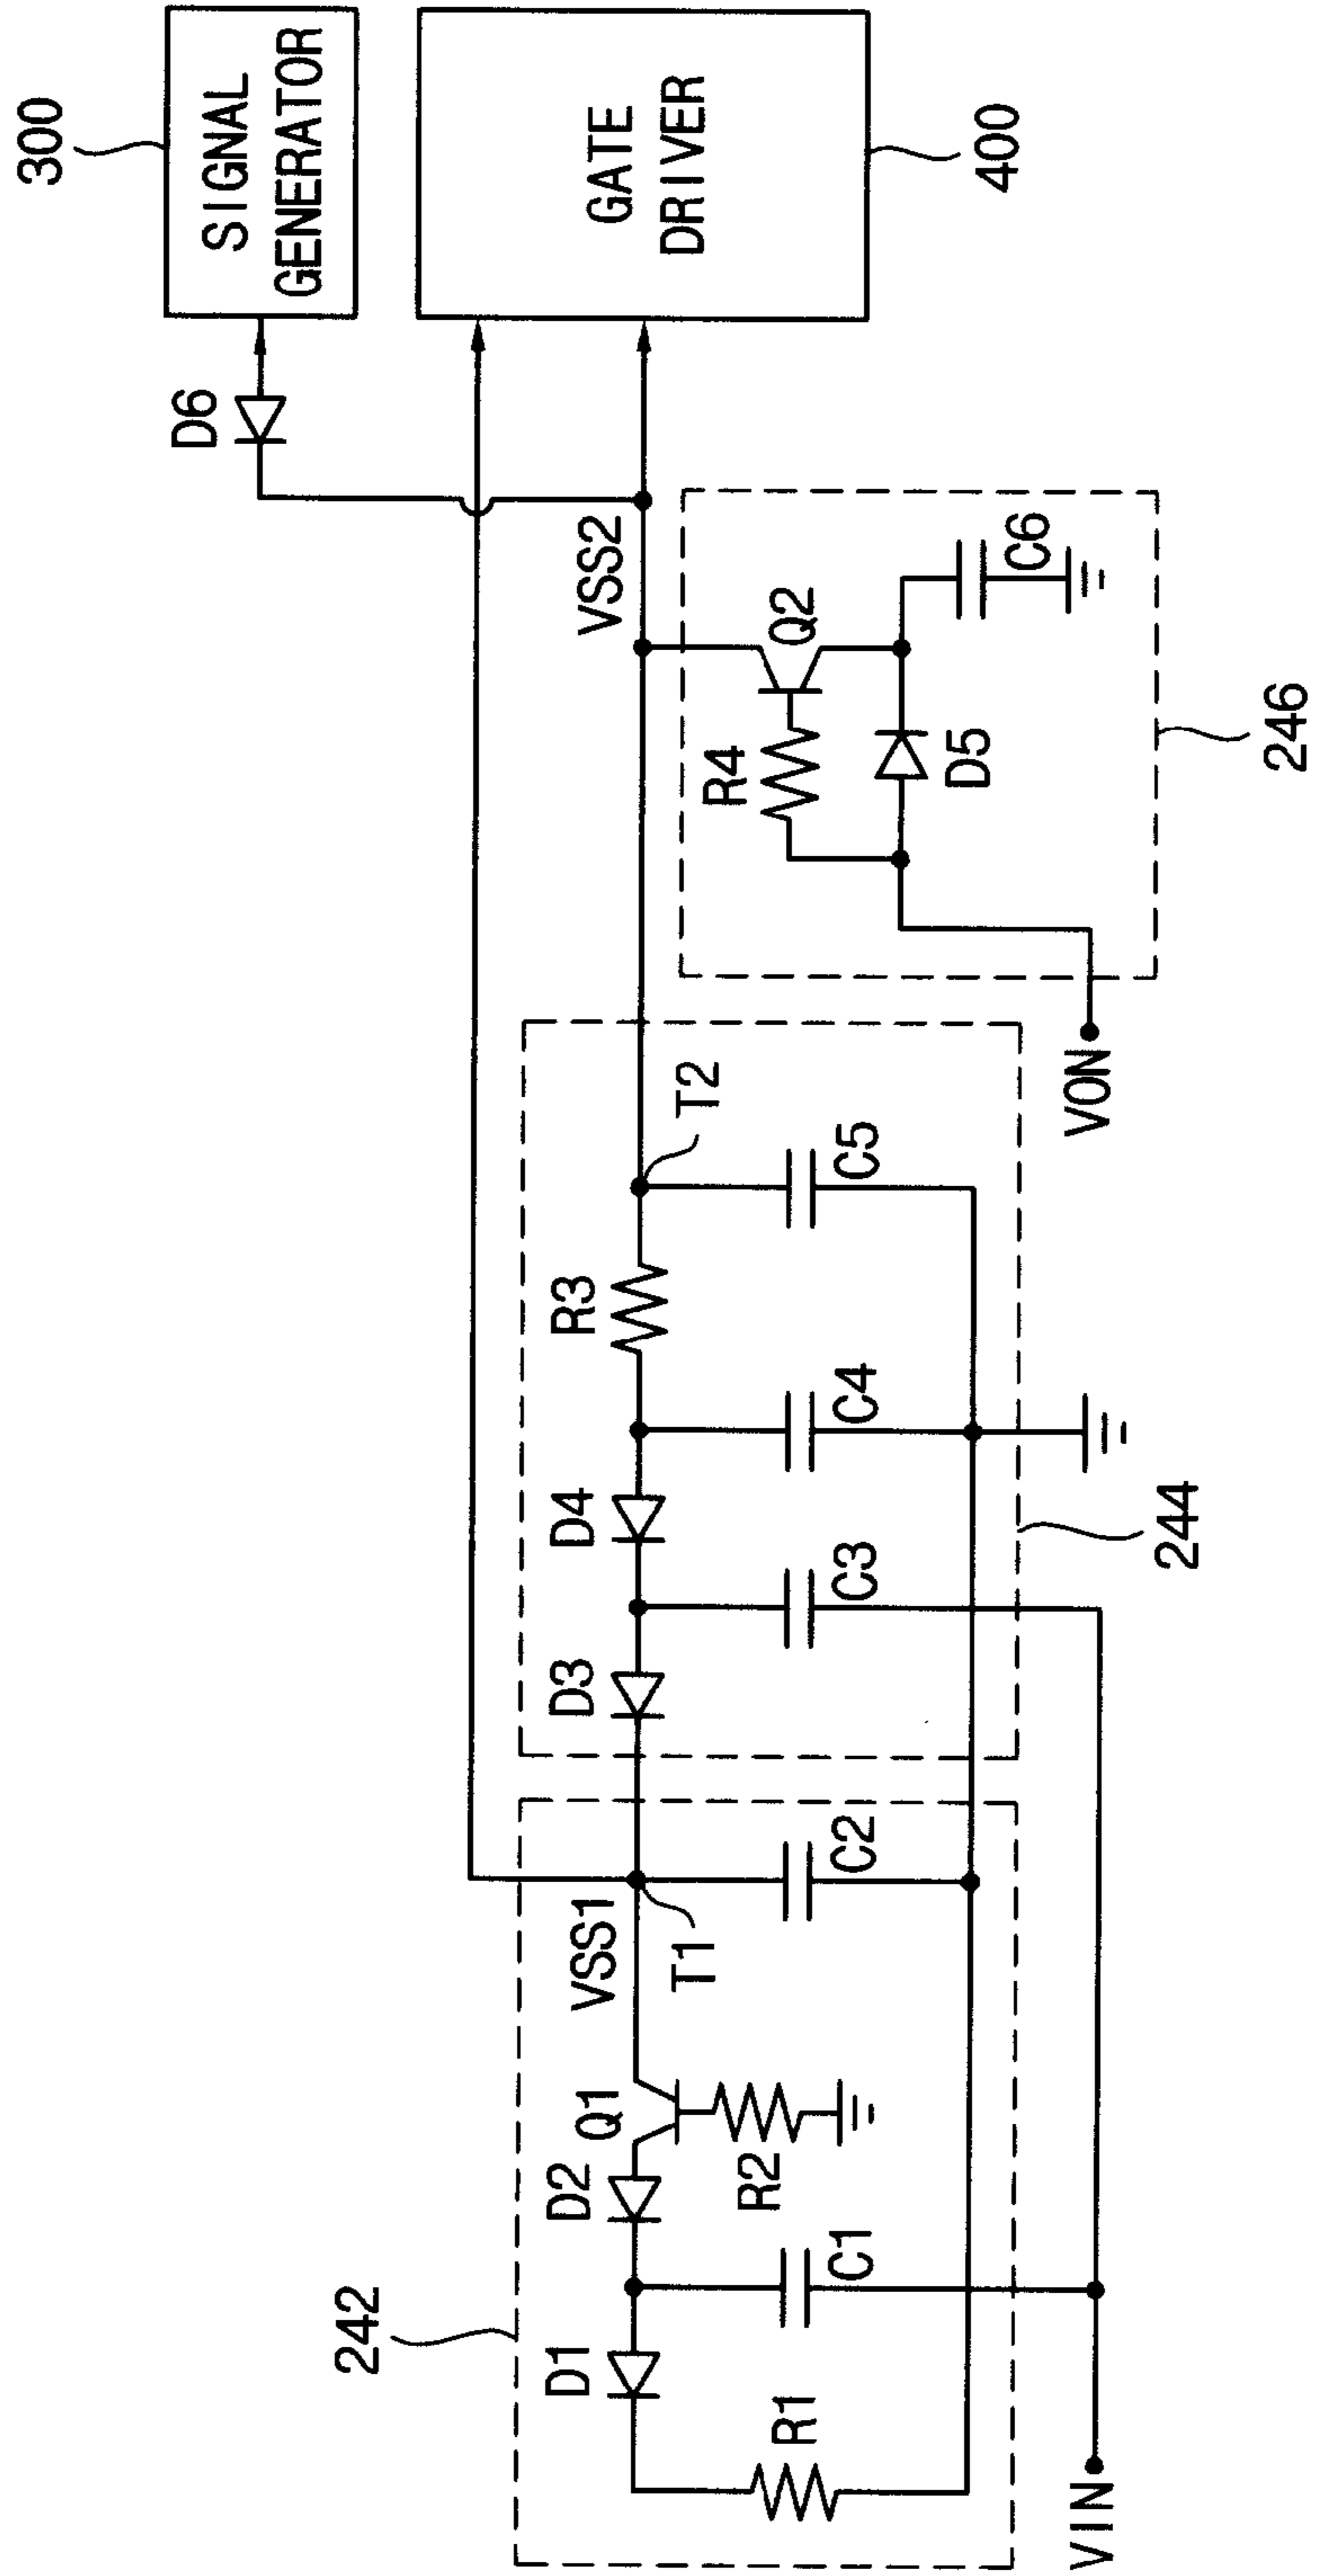 300
SIGNAL
GENERATOR
D6
GATE
DRIVER
400
VSS2
Q2
R4
D5
C6
246
VON
T2
R3
C5
D4
C4
D3
C3
244
242
VSS1
T1
C2
Q1
D2
R2
D1
C1
R1
VIN